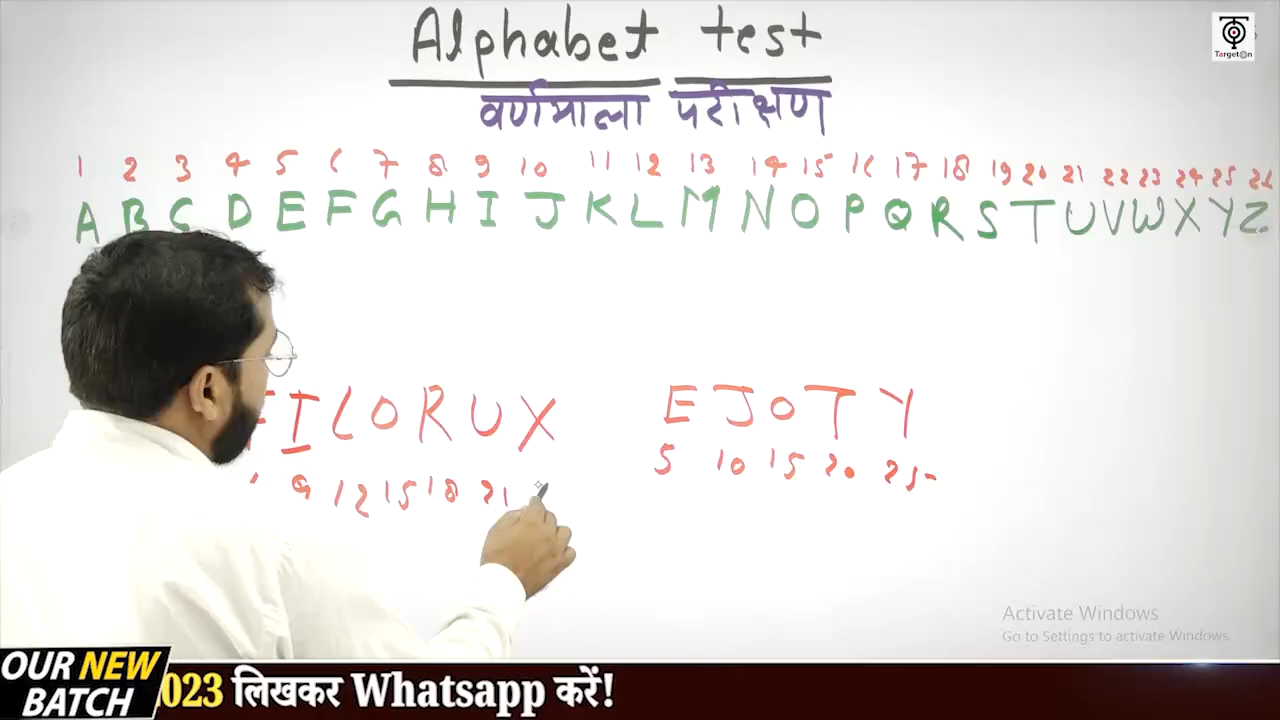 Alphabet test
TargetOn
वर्णमाला परीक्षण
1 2 3 4 5 6 7 8 9 10 11 12 13 14 15 16 17 18 19 20 21 22 23 24 25 26
A B C D E F G H I J K L M N O P Q R S T U V W X Y Z
I L O R U X E J O T Y
9 12 15 18 21 5 10 15 20 25
Activate Windows
Go to Settings to activate Windows.
OUR NEW
BATCH
023 लिखकर Whatsapp करें!